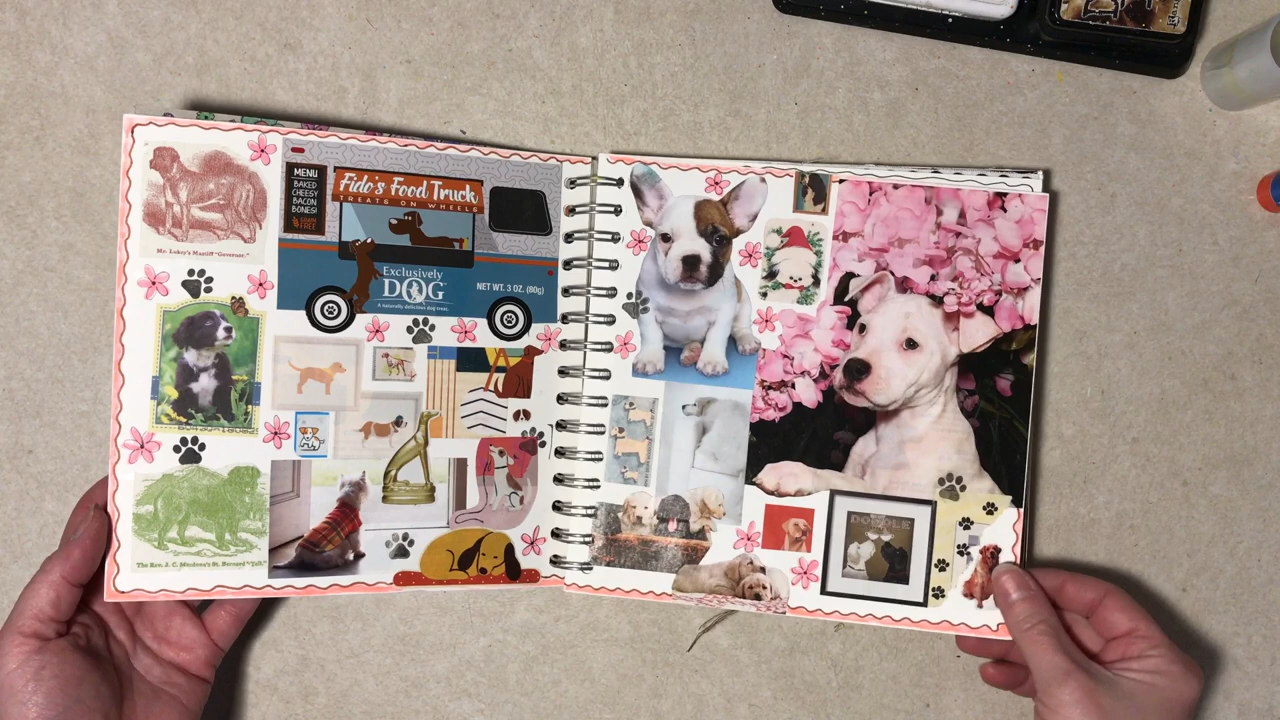 Mr. Lukey's Mastiff "Governor."
MENU
BAKED
CHEESY
BACON
BONES!
GRAIN
FREE
Fido's Food Truck
TREATS ON WHEELS
Exclusively
DOG
A naturally delicious dog treat.
NET WT. 3 OZ. (80g)
The Rev. J. C. Macdona's St. Bernard "Tell."
DOODLE